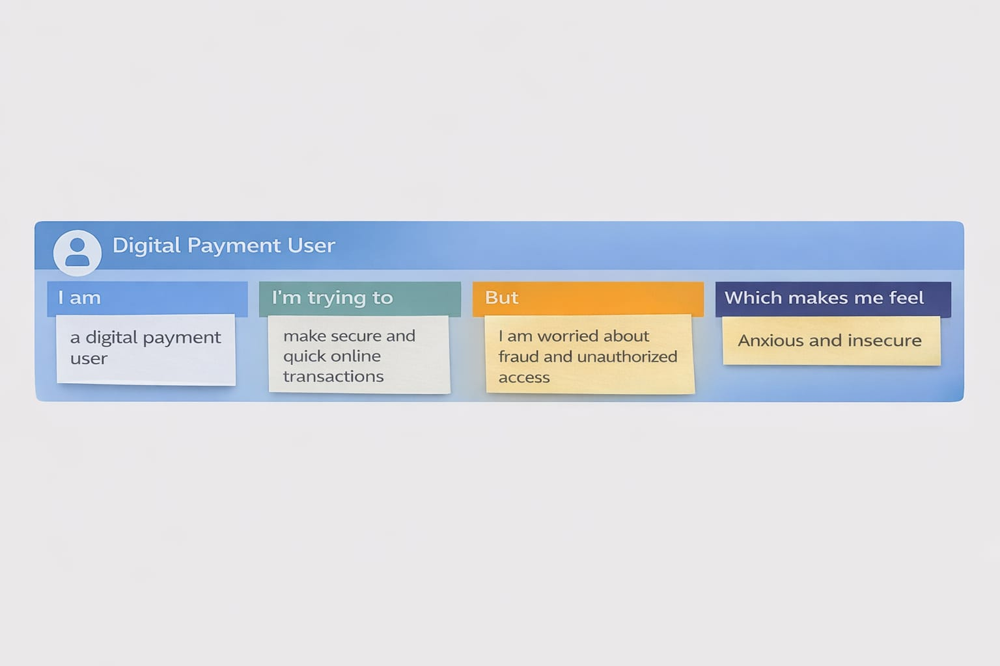 Digital Payment User
I am
a digital payment
user
I'm trying to
make secure and
quick online
transactions
But
I am worried about
fraud and unauthorized
access
Which makes me feel
Anxious and insecure